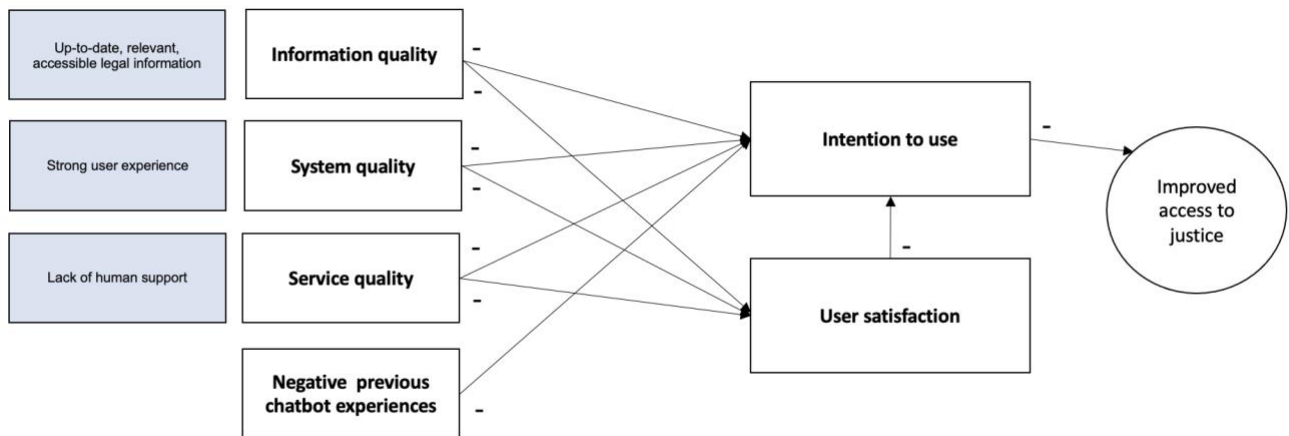 Up-to-date, relevant,
accessible legal information
Information quality
-
-
Strong user experience
System quality
-
-
Lack of human support
Service quality
-
-
Negative previous
chatbot experiences
-
Intention to use
-
User satisfaction
-
Improved
access to
justice